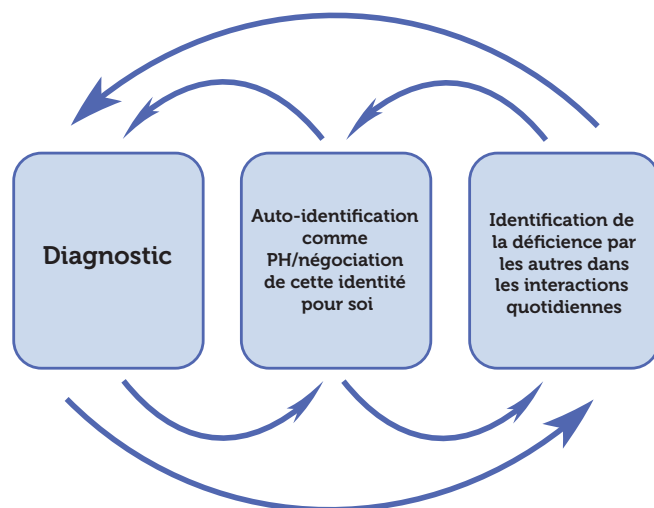 Diagnostic
Auto-identification
comme
PH/négociation
de cette identité
pour soi
Identification de
la déficience par
les autres dans
les interactions
quotidiennes